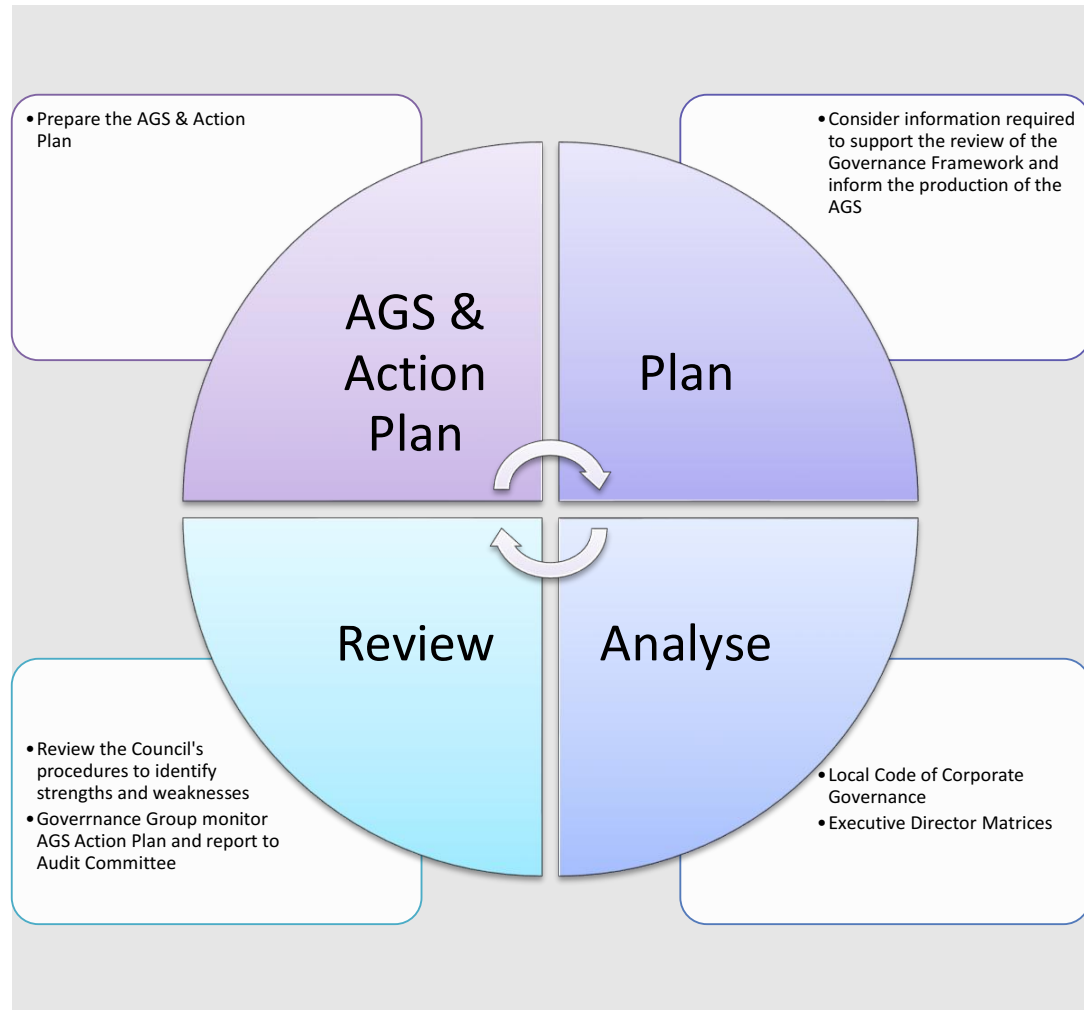 •Prepare the AGS & Action
Plan
•Consider information required
to support the review of the
Governance Framework and
inform the production of the
AGS
AGS &
Action
Plan
Plan
Review
Analyse
•Review the Council's
procedures to identify
strengths and weaknesses
•Goverrnance Group monitor
AGS Action Plan and report to
Audit Committee
•Local Code of Corporate
Governance
•Executive Director Matrices